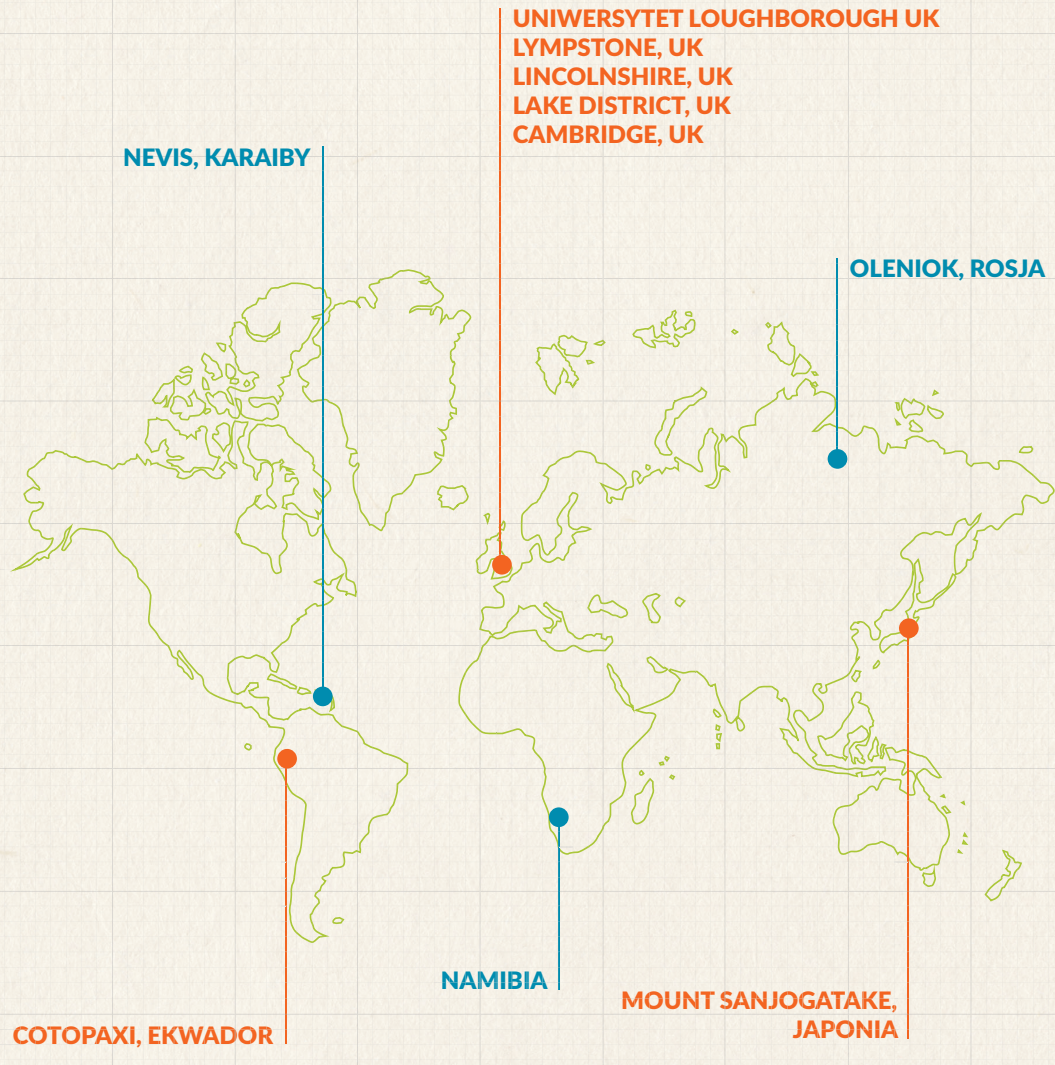 UNIWERSYTET LOUGHBOROUGH UK
LYMPSTONE, UK
LINCOLNSHIRE, UK
LAKE DISTRICT, UK
CAMBRIDGE, UK
NEVIS, KARAIBY
OLENIOK, ROSJA
NAMIBIA
MOUNT SANJOGATAKE,
JAPONIA
COTOPAXI, EKWADOR